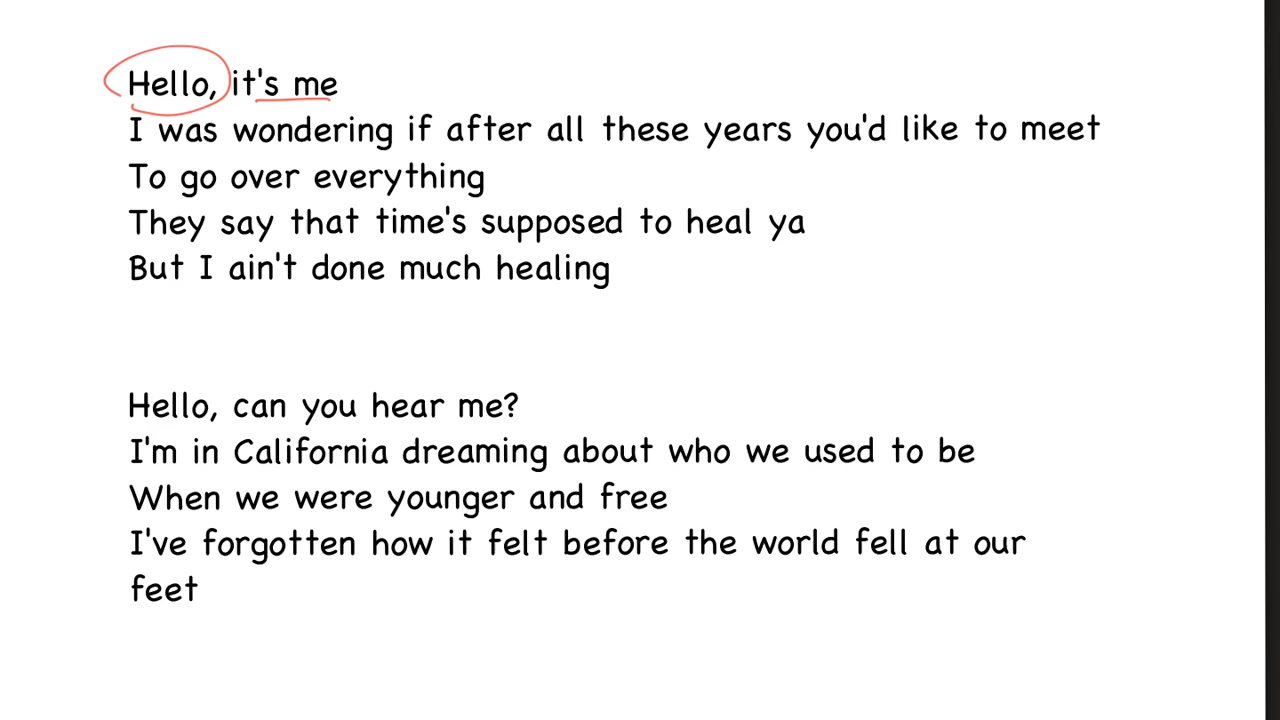 Hello, it's me
I was wondering if after all these years you'd like to meet
To go over everything
They say that time's supposed to heal ya
But I ain't done much healing
Hello, can you hear me?
I'm in California dreaming about who we used to be
When we were younger and free
I've forgotten how it felt before the world fell at our
feet